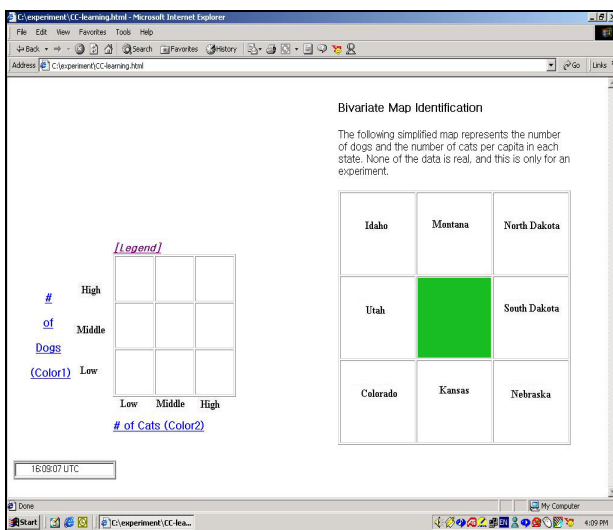 C:\experiment\CC-learning.html - Microsoft Internet Explorer
File Edit View Favorites Tools Help
Back Search Favorites History
Address C:\experiment\CC-learning.html Go Links
Bivariate Map Identification
The following simplified map represents the number
of dogs and the number of cats per capita in each
state. None of the data is real, and this is only for an
experiment.
Idaho Montana North Dakota
Utah South Dakota
Colorado Kansas Nebraska
[Legend]
# of Dogs (Color1)
High
Middle
Low
Low Middle High
# of Cats (Color2)
16:09:07 UTC
Done My Computer
Start C:\experiment\CC-lea... EN 4:09 PM